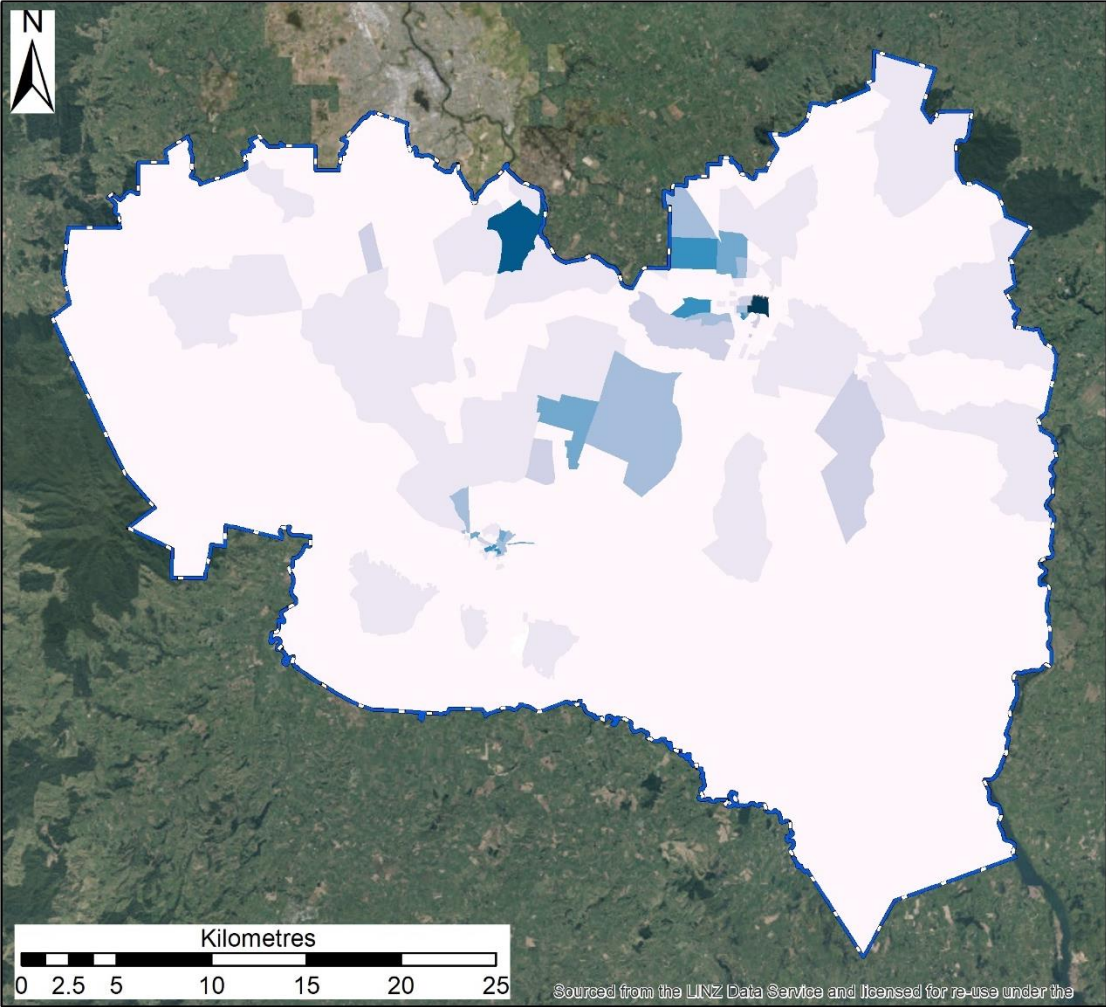 N
Kilometres
0 2.5 5 10 15 20 25
Sourced from the LINZ Data Service and licensed for re-use under the